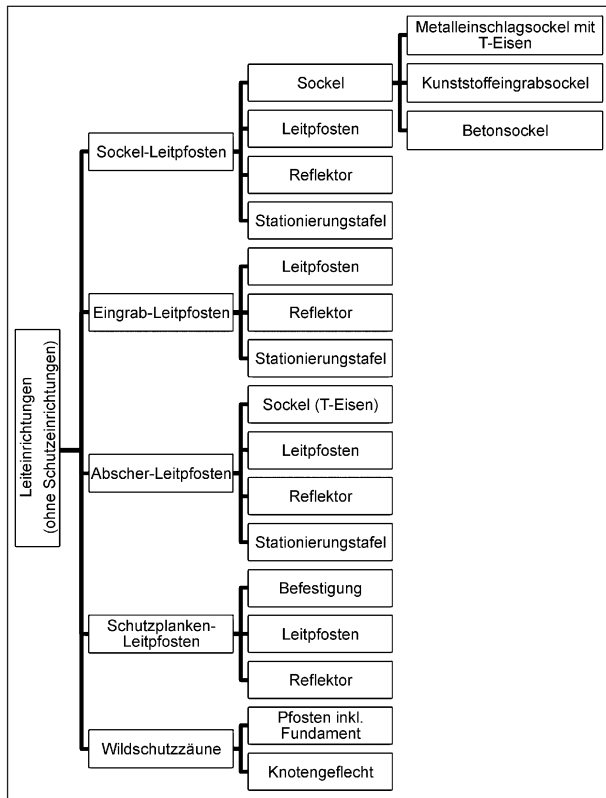 Leiteinrichtungen
(ohne Schutzeinrichtungen)
Sockel-Leitpfosten
Sockel
Metalleinschlagsockel mit
T-Eisen
Kunststoffeingrabsockel
Betonsockel
Leitpfosten
Reflektor
Stationierungstafel
Eingrab-Leitpfosten
Leitpfosten
Reflektor
Stationierungstafel
Abscher-Leitpfosten
Sockel (T-Eisen)
Leitpfosten
Reflektor
Stationierungstafel
Schutzplanken-
Leitpfosten
Befestigung
Leitpfosten
Reflektor
Wildschutzzäune
Pfosten inkl.
Fundament
Knotengeflecht